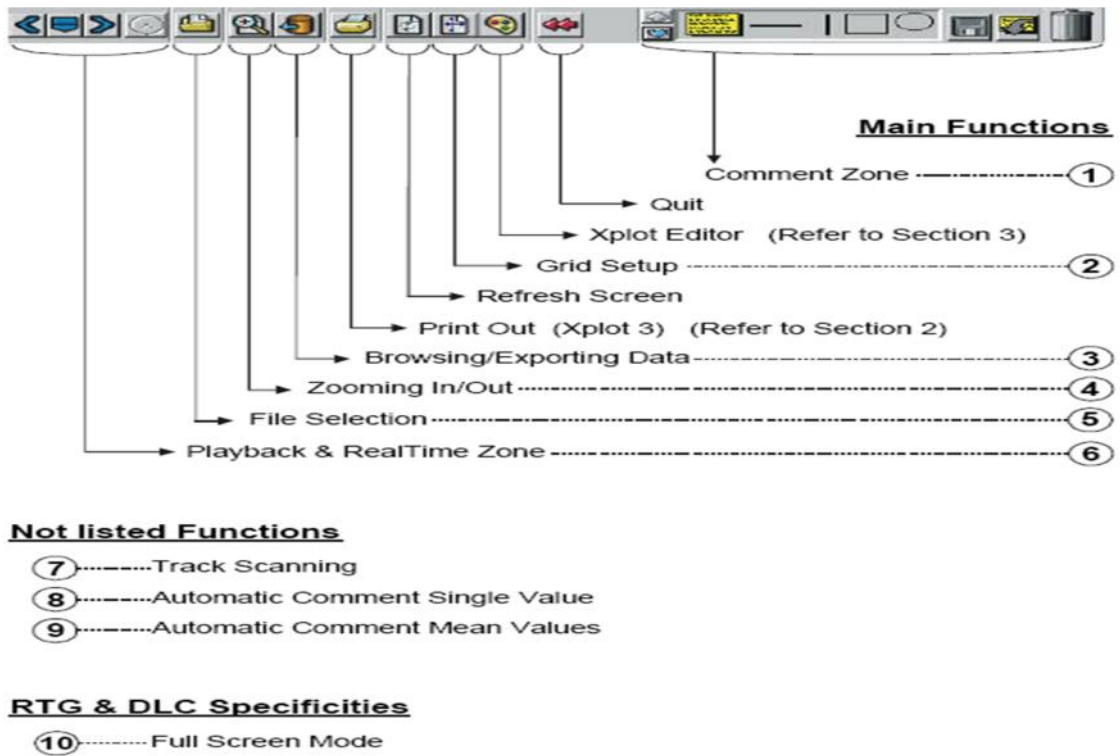 Main Functions
Comment Zone 1
Quit
Xplot Editor (Refer to Section 3)
Grid Setup 2
Refresh Screen
Print Out (Xplot 3) (Refer to Section 2)
Browsing/Exporting Data 3
Zooming In/Out 4
File Selection 5
Playback & RealTime Zone 6
Not listed Functions
7 Track Scanning
8 Automatic Comment Single Value
9 Automatic Comment Mean Values
RTG & DLC Specificities
10 Full Screen Mode